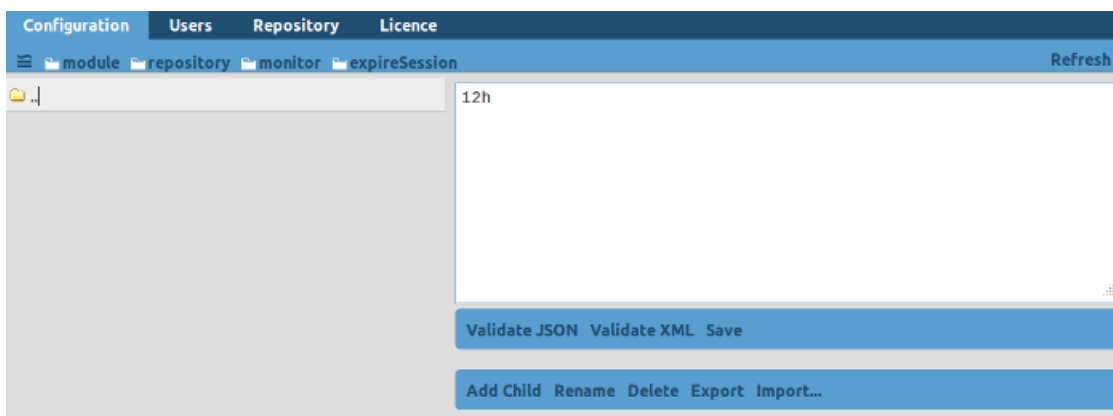 Configuration Users Repository Licence
module repository monitor expireSession Refresh
..
12h
Validate JSON Validate XML Save
Add Child Rename Delete Export Import...